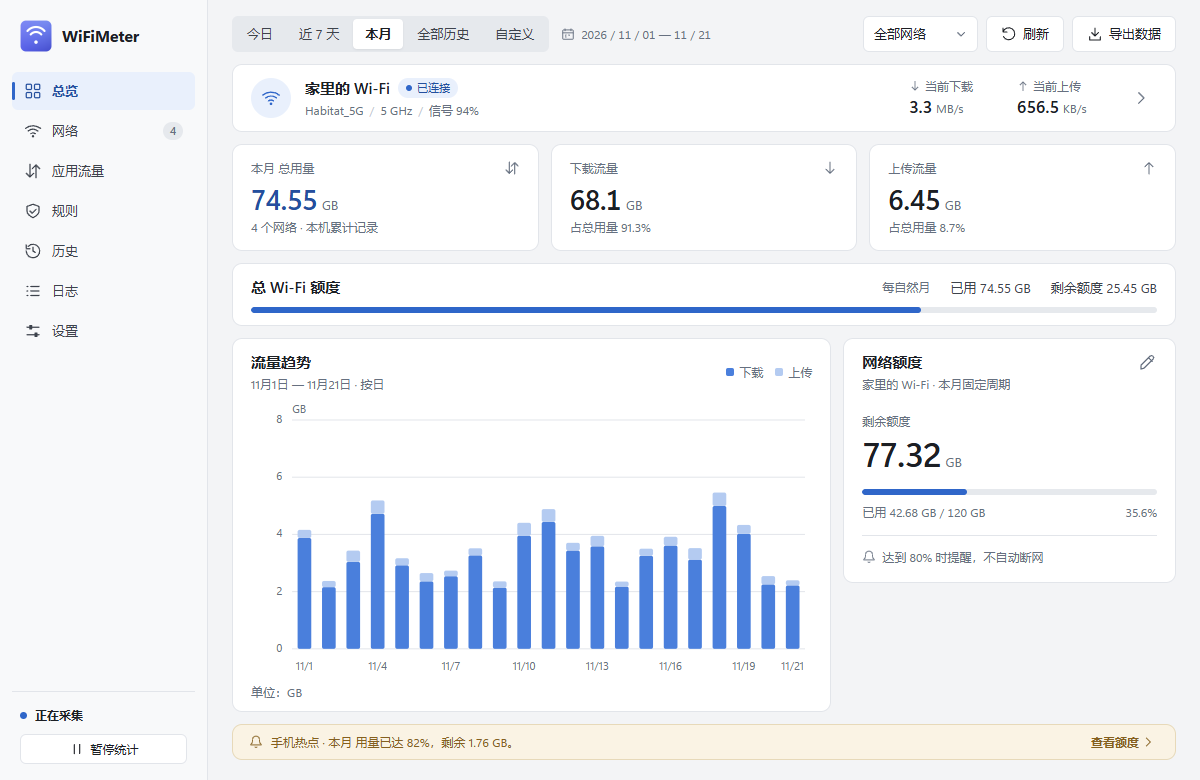 WiFiMeter
总览
网络 4
应用流量
规则
历史
日志
设置
正在采集
暂停统计
今日 近 7 天 本月 全部历史 自定义 2026 / 11 / 01 — 11 / 21 全部网络 刷新 导出数据
家里的 Wi-Fi 已连接
Habitat_5G / 5 GHz / 信号 94%
当前下载
3.3 MB/s
当前上传
656.5 KB/s
本月 总用量
74.55 GB
4 个网络 · 本机累计记录
下载流量
68.1 GB
占总用量 91.3%
上传流量
6.45 GB
占总用量 8.7%
总 Wi-Fi 额度 每自然月 已用 74.55 GB 剩余额度 25.45 GB
流量趋势
11月1日 — 11月21日 · 按日
下载 上传
GB
8
6
4
2
0
11/1 11/4 11/7 11/10 11/13 11/16 11/19 11/21
单位：GB
网络额度
家里的 Wi-Fi · 本月固定周期
剩余额度
77.32 GB
已用 42.68 GB / 120 GB 35.6%
达到 80% 时提醒，不自动断网
手机热点 · 本月 用量已达 82%，剩余 1.76 GB。 查看额度